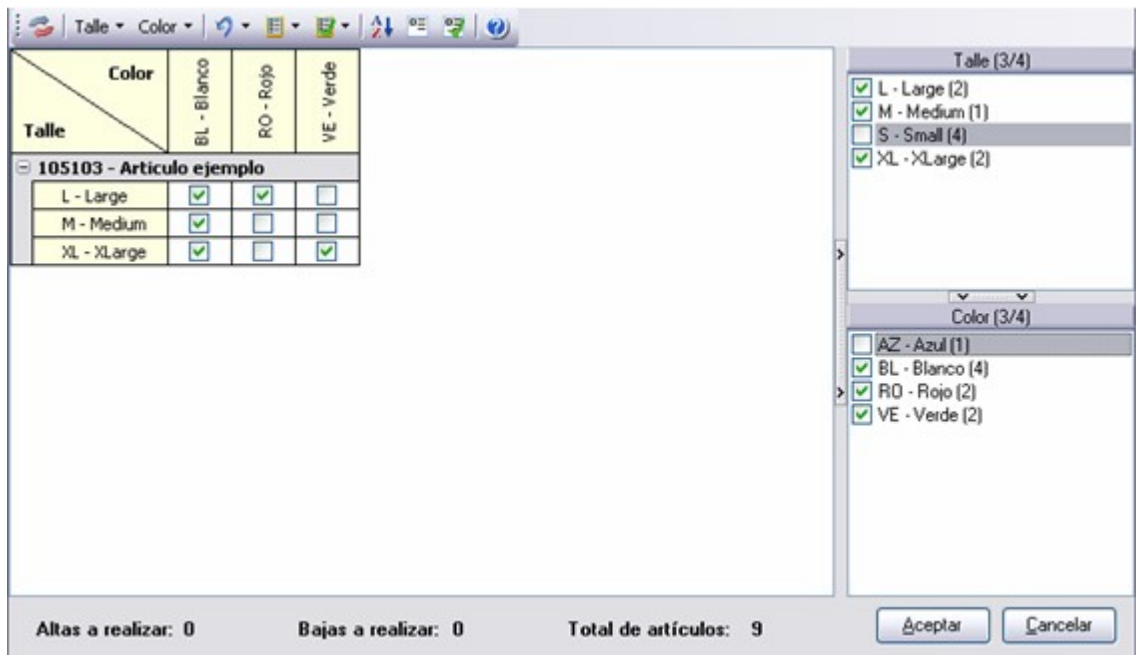 Talle Color
Color
Talle
BL - Blanco
RO - Rojo
VE - Verde
105103 - Articulo ejemplo
L - Large
M - Medium
XL - XLarge
Talle (3/4)
L - Large (2)
M - Medium (1)
S - Small (4)
XL - XLarge (2)
Color (3/4)
AZ - Azul (1)
BL - Blanco (4)
RO - Rojo (2)
VE - Verde (2)
Altas a realizar: 0 Bajas a realizar: 0 Total de artículos: 9
Aceptar Cancelar